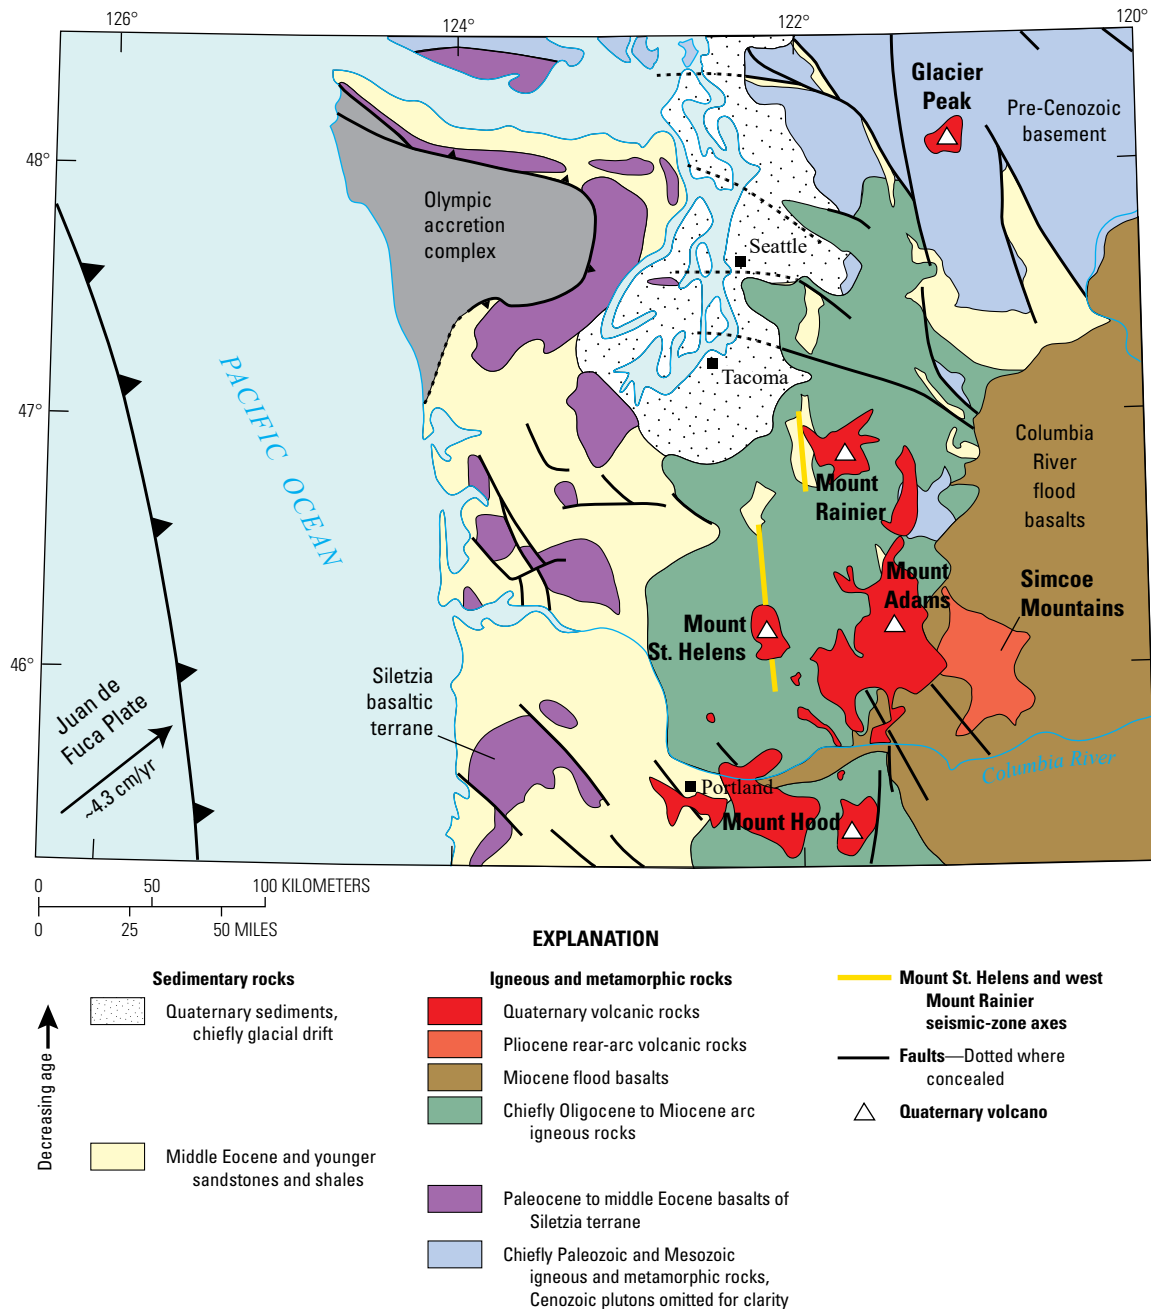 126°
124°
122°
120°
48°
47°
46°
Glacier
Peak
Pre-Cenozoic
basement
Olympic
accretion
complex
Seattle
Tacoma
PACIFIC OCEAN
Columbia
River
flood
basalts
Mount
Rainier
Mount
Adams
Simcoe
Mountains
Mount
St. Helens
Siletzia
basaltic
terrane
Juan de
Fuca Plate
~4.3 cm/yr
Columbia River
Portland
Mount Hood
0 50 100 KILOMETERS
0 25 50 MILES
EXPLANATION
Decreasing age
Sedimentary rocks
Quaternary sediments,
chiefly glacial drift
Middle Eocene and younger
sandstones and shales
Igneous and metamorphic rocks
Quaternary volcanic rocks
Pliocene rear-arc volcanic rocks
Miocene flood basalts
Chiefly Oligocene to Miocene arc
igneous rocks
Paleocene to middle Eocene basalts of
Siletzia terrane
Chiefly Paleozoic and Mesozoic
igneous and metamorphic rocks,
Cenozoic plutons omitted for clarity
Mount St. Helens and west
Mount Rainier
seismic-zone axes
Faults—Dotted where
concealed
Quaternary volcano